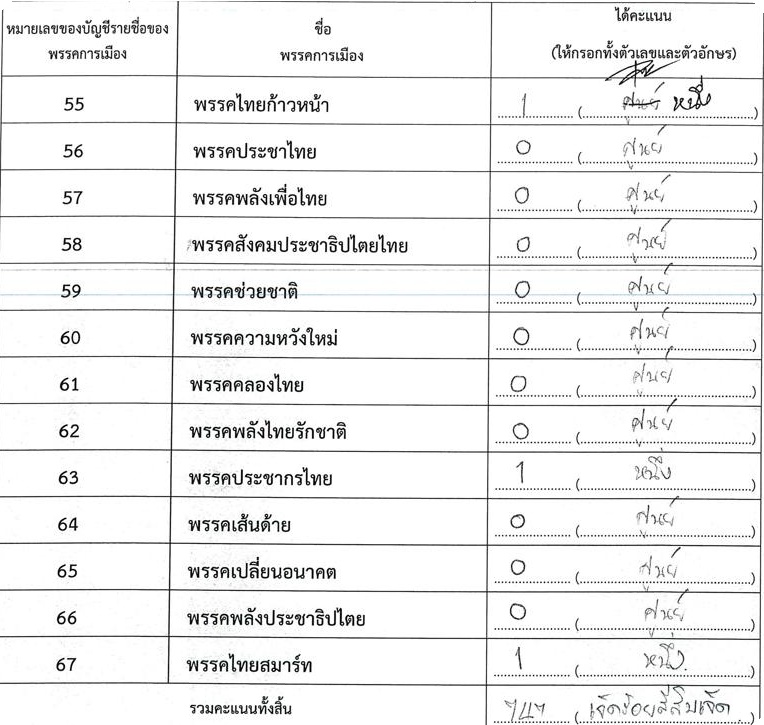 หมายเลขของบัญชีรายชื่อของ
พรรคการเมือง
ชื่อ
พรรคการเมือง
ได้คะแนน
(ให้กรอกทั้งตัวเลขและตัวอักษร)
55 พรรคไทยก้าวหน้า 1 (ศูนย์ หนึ่ง)
56 พรรคประชาไทย 0 (ศูนย์)
57 พรรคพลังเพื่อไทย 0 (ศูนย์)
58 พรรคสังคมประชาธิปไตยไทย 0 (ศูนย์)
59 พรรคช่วยชาติ 0 (ศูนย์)
60 พรรคความหวังใหม่ 0 (ศูนย์)
61 พรรคคลองไทย 0 (ศูนย์)
62 พรรคพลังไทยรักชาติ 0 (ศูนย์)
63 พรรคประชากรไทย 1 (หนึ่ง)
64 พรรคเส้นด้าย 0 (ศูนย์)
65 พรรคเปลี่ยนอนาคต 0 (ศูนย์)
66 พรรคพลังประชาธิปไตย 0 (ศูนย์)
67 พรรคไทยสมาร์ท 1 (หนึ่ง)
รวมคะแนนทั้งสิ้น 747 (เจ็ดร้อยสี่สิบเจ็ด)